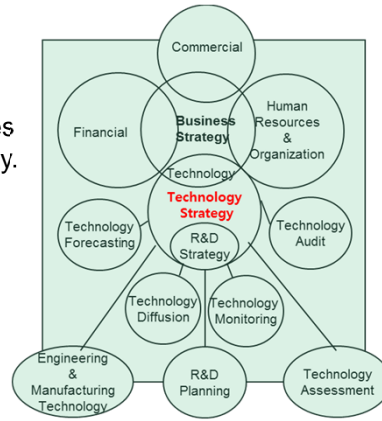 Commercial
es
y.
Financial
Business
Strategy
Human
Resources
&
Organization
Technology
Technology
Strategy
Technology
Forecasting
R&D
Strategy
Technology
Audit
Technology
Diffusion
Technology
Monitoring
Engineering
&
Manufacturing
Technology
R&D
Planning
Technology
Assessment